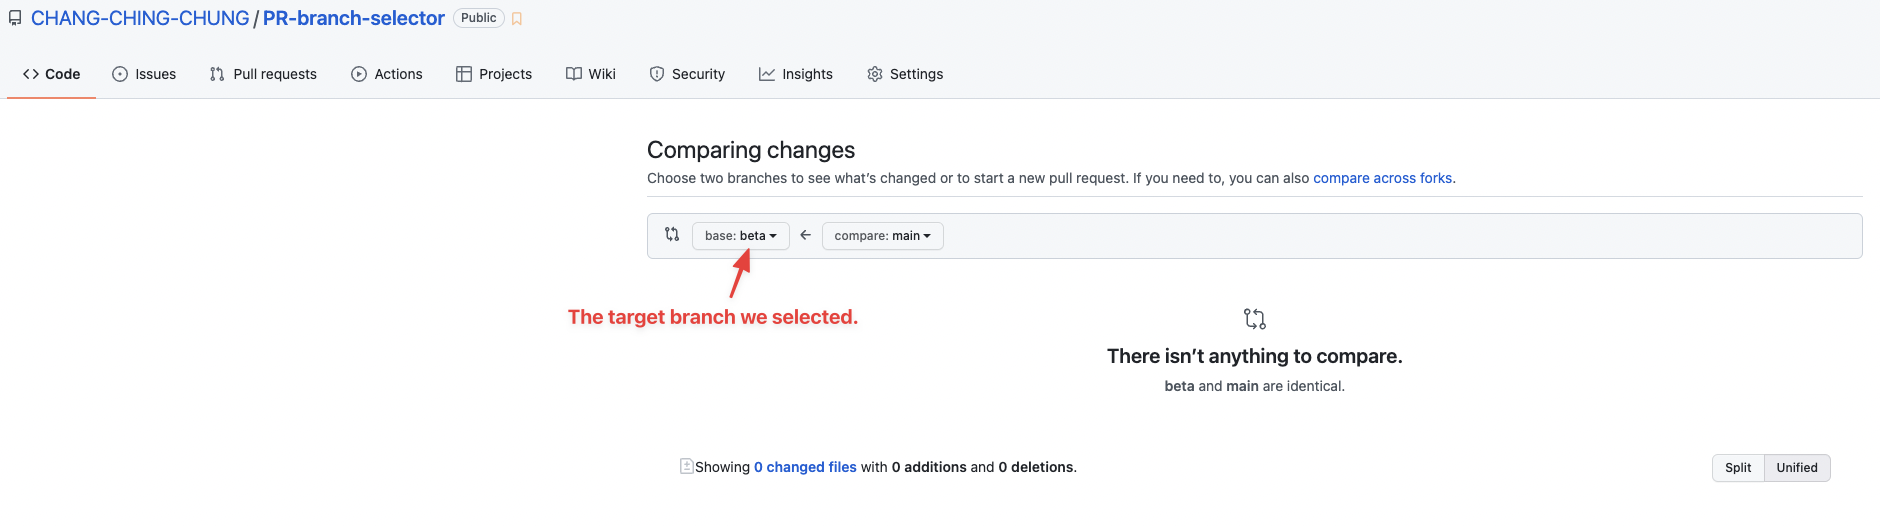 CHANG-CHING-CHUNG / PR-branch-selector Public
Code Issues Pull requests Actions Projects Wiki Security Insights Settings
Comparing changes
Choose two branches to see what's changed or to start a new pull request. If you need to, you can also compare across forks.
base: beta compare: main
The target branch we selected.
There isn't anything to compare.
beta and main are identical.
Showing 0 changed files with 0 additions and 0 deletions.
Split Unified